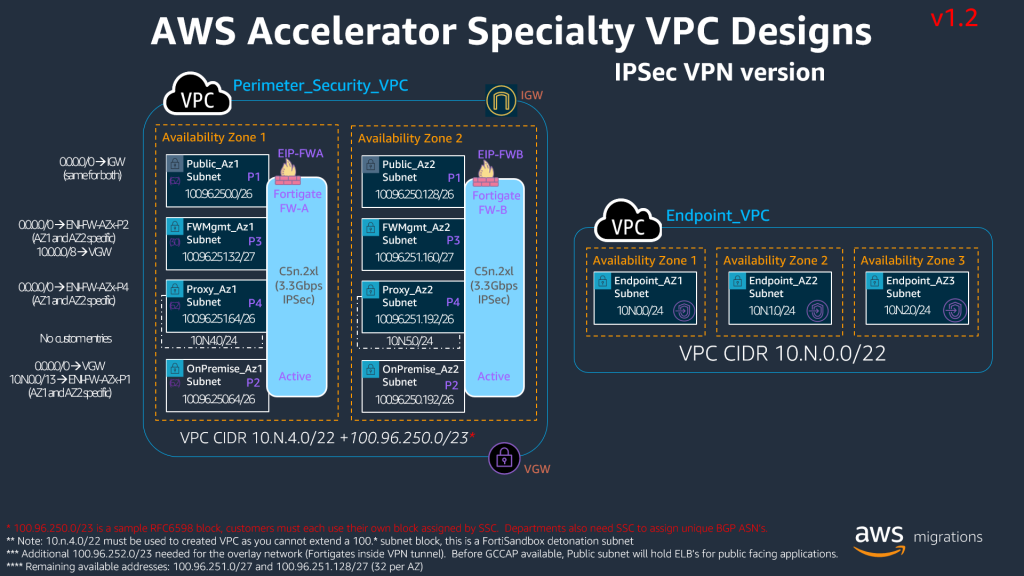 AWS Accelerator Specialty VPC Designs
v1.2
IPSec VPN version
VPC
Perimeter_Security_VPC
IGW
Availability Zone 1
Availability Zone 2
0.0.0.0/0 → IGW
(same for both)
Public_Az1
Subnet
P1
100.96.250.0/26
EIP-FWA
Fortigate
FW-A
Public_Az2
Subnet
P1
100.96.250.128/26
EIP-FWB
Fortigate
FW-B
0.0.0.0/0 → ENI-FW-AZx-P2
(AZ1 and AZ2 specific)
10.0.0.0/8 → VGW
FWMgmt_Az1
Subnet
P3
100.96.251.32/27
FWMgmt_Az2
Subnet
P3
100.96.251.160/27
C5n.2xl
(3.3Gbps
IPSec)
C5n.2xl
(3.3Gbps
IPSec)
0.0.0.0/0 → ENI-FW-AZx-P4
(AZ1 and AZ2 specific)
Proxy_Az1
Subnet
P4
100.96.251.64/26
Proxy_Az2
Subnet
P4
100.96.251.192/26
No custom entries
10.N.4.0/24
10.N.5.0/24
0.0.0.0/0 → VGW
10.N.0.0/13 → ENI-FW-AZx-P1
(AZ1 and AZ2 specific)
OnPremise_Az1
Subnet
P2
100.96.250.64/26
Active
OnPremise_Az2
Subnet
P2
100.96.250.192/26
Active
VPC CIDR 10.N.4.0/22 +100.96.250.0/23*
VGW
VPC
Endpoint_VPC
Availability Zone 1
Availability Zone 2
Availability Zone 3
Endpoint_AZ1
Subnet
10.N.0.0/24
Endpoint_AZ2
Subnet
10.N.1.0/24
Endpoint_AZ3
Subnet
10.N.2.0/24
VPC CIDR 10.N.0.0/22
* 100.96.250.0/23 is a sample RFC6598 block, customers must each use their own block assigned by SSC. Departments also need SSC to assign unique BGP ASN's.
** Note: 10.n.4.0/22 must be used to created VPC as you cannot extend a 100.* subnet block, this is a FortiSandbox detonation subnet
*** Additional 100.96.252.0/23 needed for the overlay network (Fortigates inside VPN tunnel). Before GCCAP available, Public subnet will hold ELB's for public facing applications.
**** Remaining available addresses: 100.96.251.0/27 and 100.96.251.128/27 (32 per AZ)
aws migrations